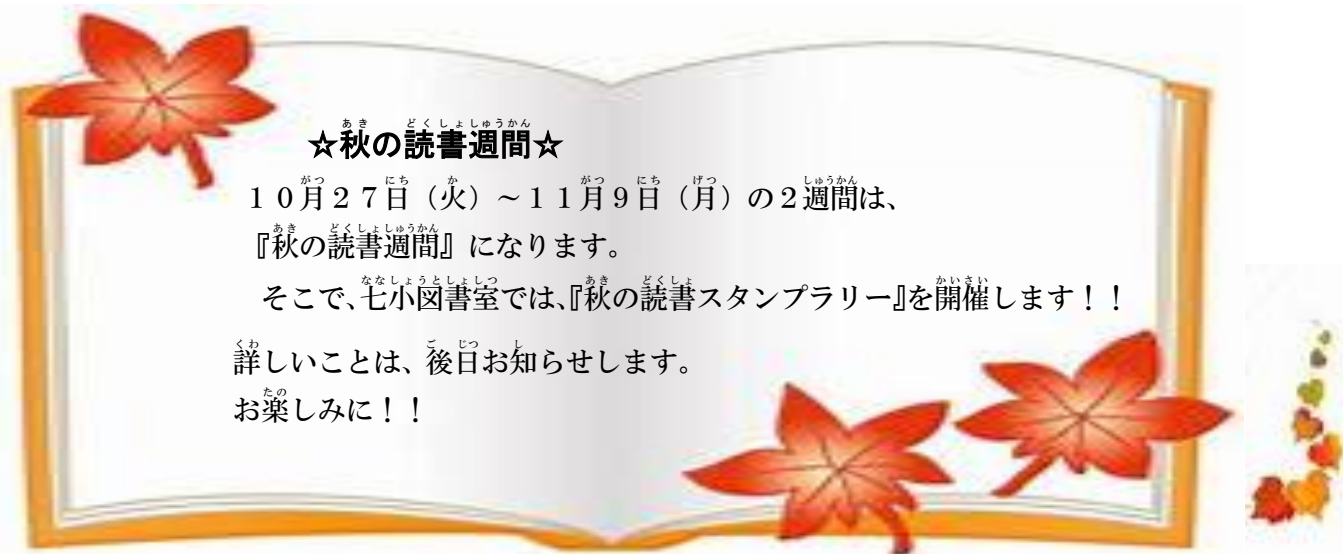 ☆秋の読書週間☆
１０月２７日（火）～１１月９日（月）の２週間は、
『秋の読書週間』になります。
そこで、七小図書室では、『秋の読書スタンプラリー』を開催します！！
詳しいことは、後日お知らせします。
お楽しみに！！